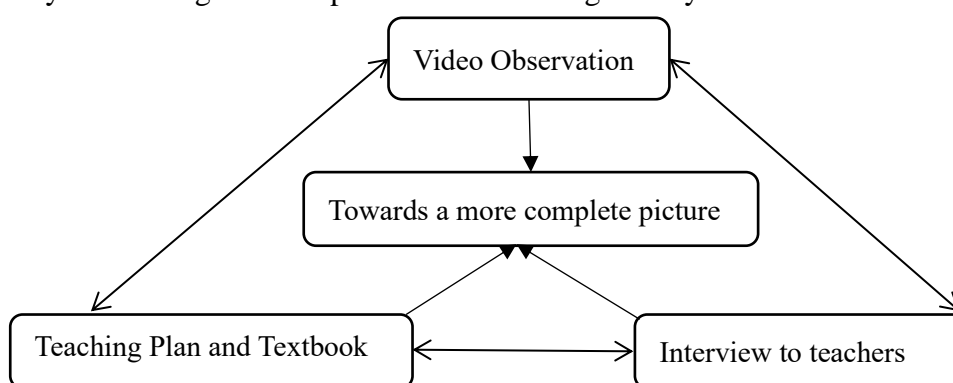 Video Observation
Towards a more complete picture
Teaching Plan and Textbook
Interview to teachers